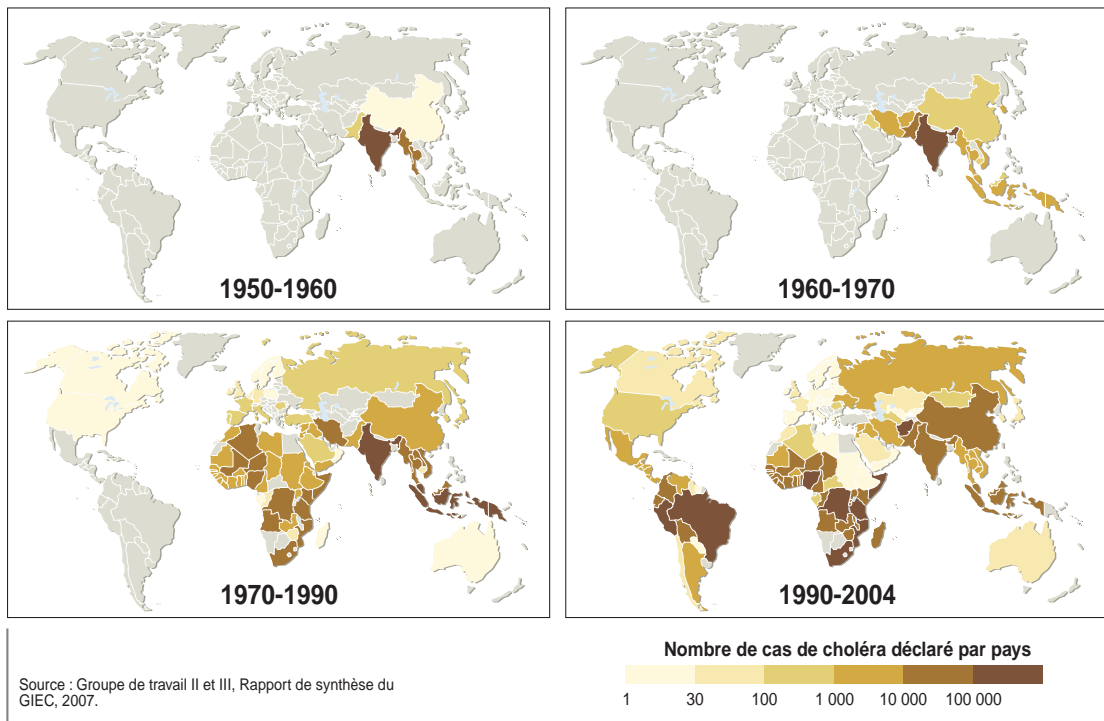 1950-1960
1960-1970
1970-1990
1990-2004
Nombre de cas de choléra déclaré par pays
1 30 100 1 000 10 000 100 000
Source : Groupe de travail II et III, Rapport de synthèse du
GIEC, 2007.